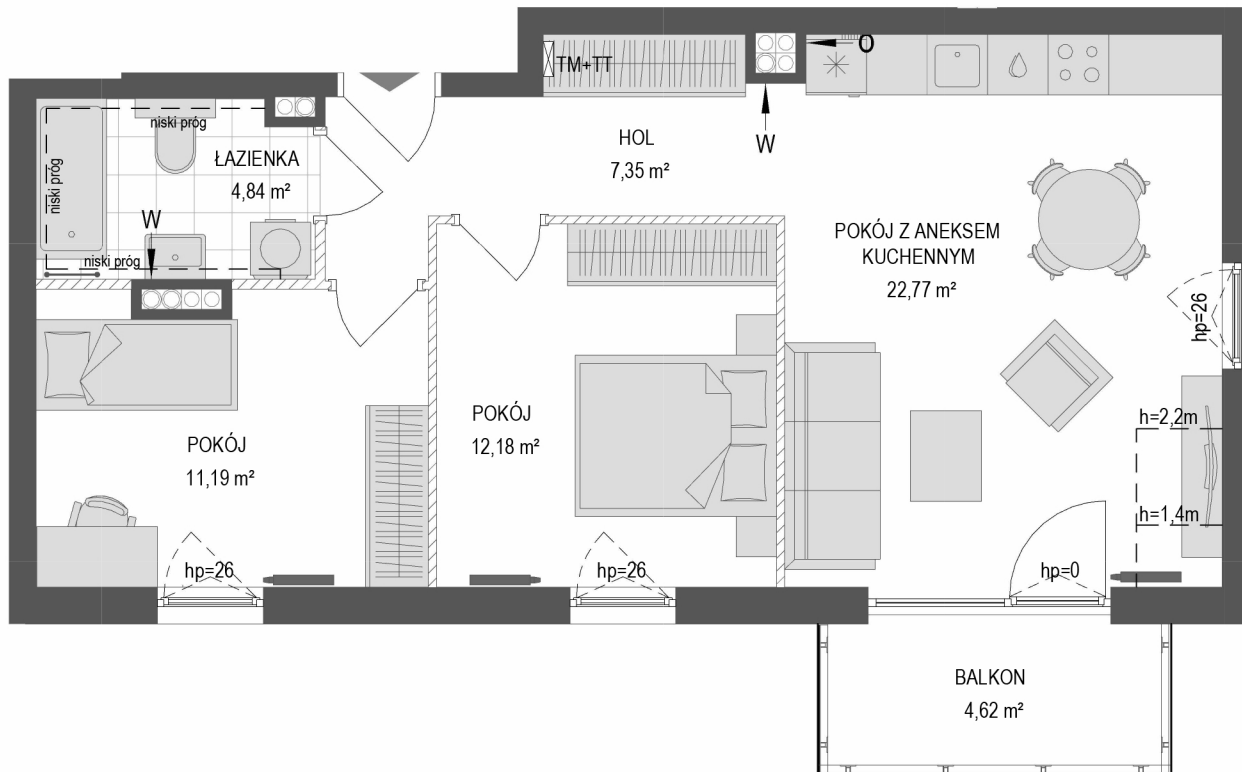 TM+TT
O
W
HOL
7,35 m²
niski próg
niski próg
ŁAZIENKA
4,84 m²
W
niski próg
POKÓJ Z ANEKSEM
KUCHENNYM
22,77 m²
hp=26
POKÓJ
11,19 m²
POKÓJ
12,18 m²
h=2,2m
h=1,4m
hp=26
hp=26
hp=0
BALKON
4,62 m²